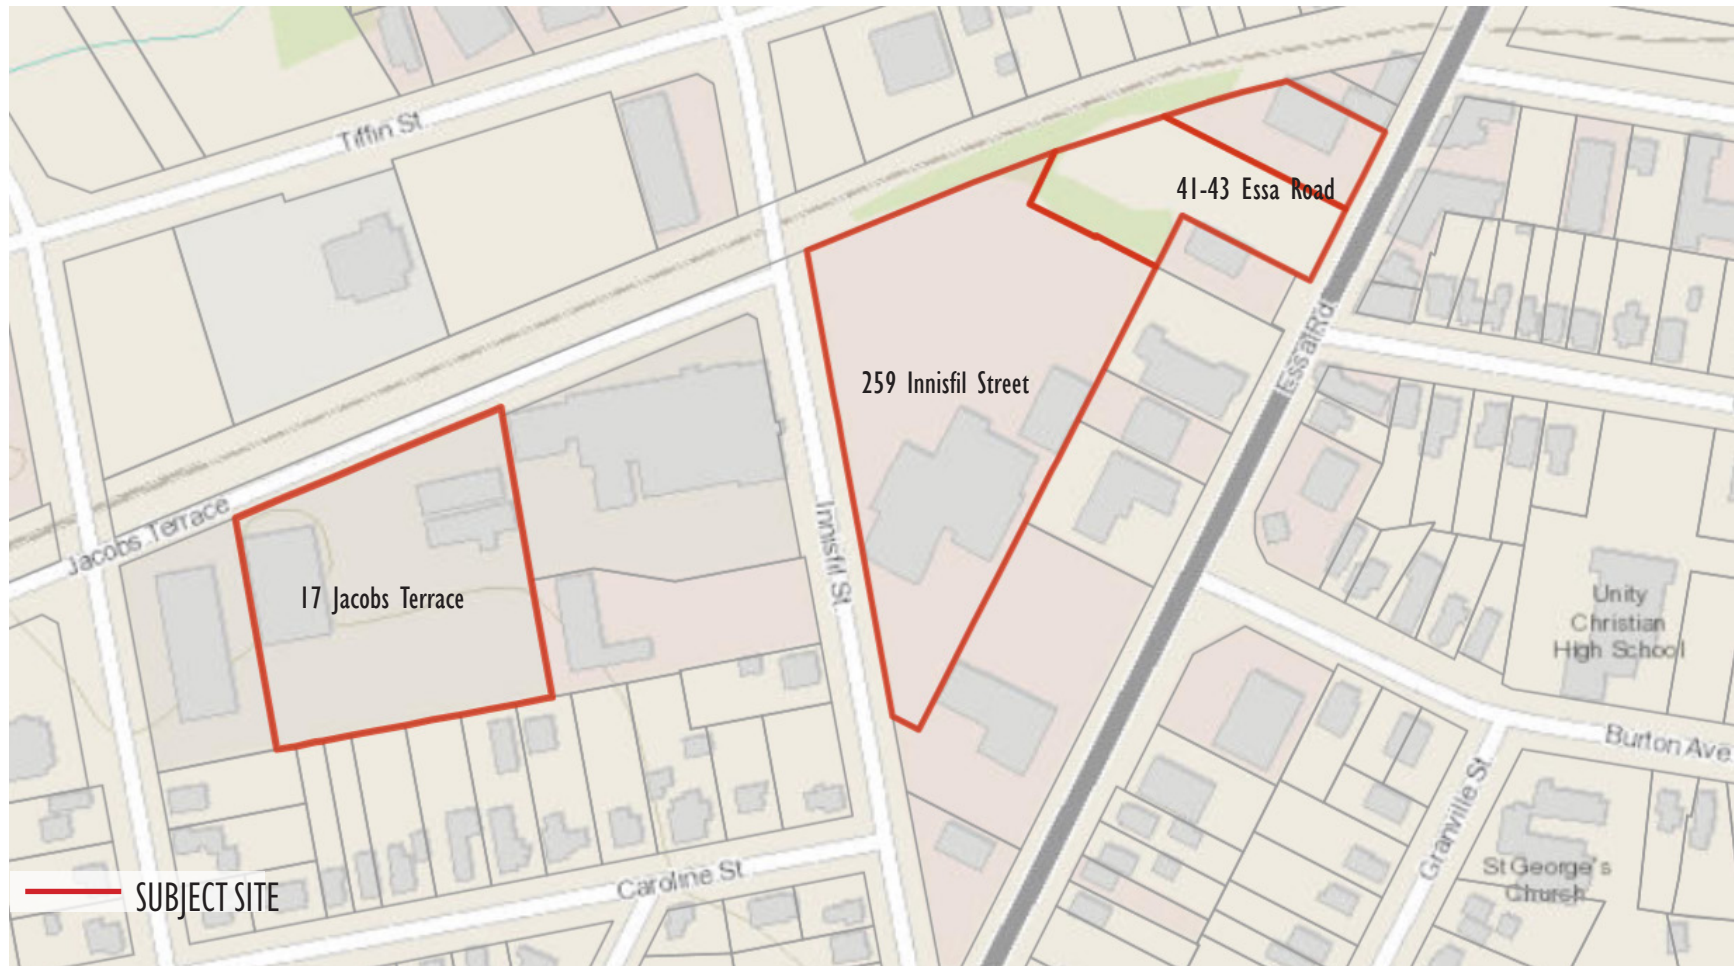 Tiffin St.
41-43 Essa Road
Essa Rd.
259 Innisfil Street
Innisfil St.
Jacobs Terrace
17 Jacobs Terrace
Unity
Christian
High School
Burton Ave.
Granville St.
St George's
Church
Caroline St
SUBJECT SITE